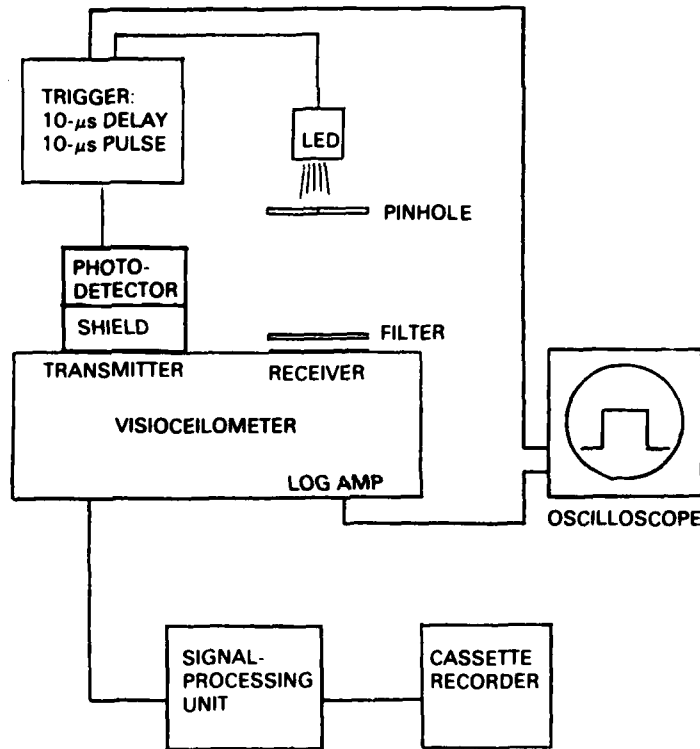 TRIGGER:
10-μs DELAY
10-μs PULSE
LED
PINHOLE
PHOTO-
DETECTOR
SHIELD
FILTER
TRANSMITTER
RECEIVER
VISIOCEILOMETER
LOG AMP
OSCILLOSCOPE
SIGNAL-
PROCESSING
UNIT
CASSETTE
RECORDER